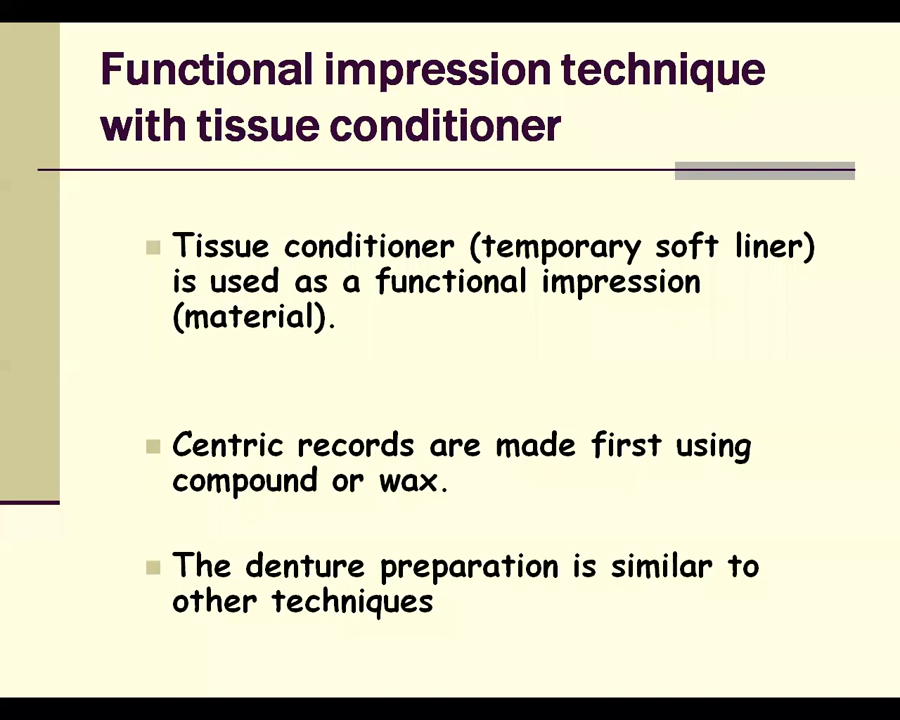 Functional impression technique
with tissue conditioner
Tissue conditioner (temporary soft liner)
is used as a functional impression
(material).
Centric records are made first using
compound or wax.
The denture preparation is similar to
other techniques